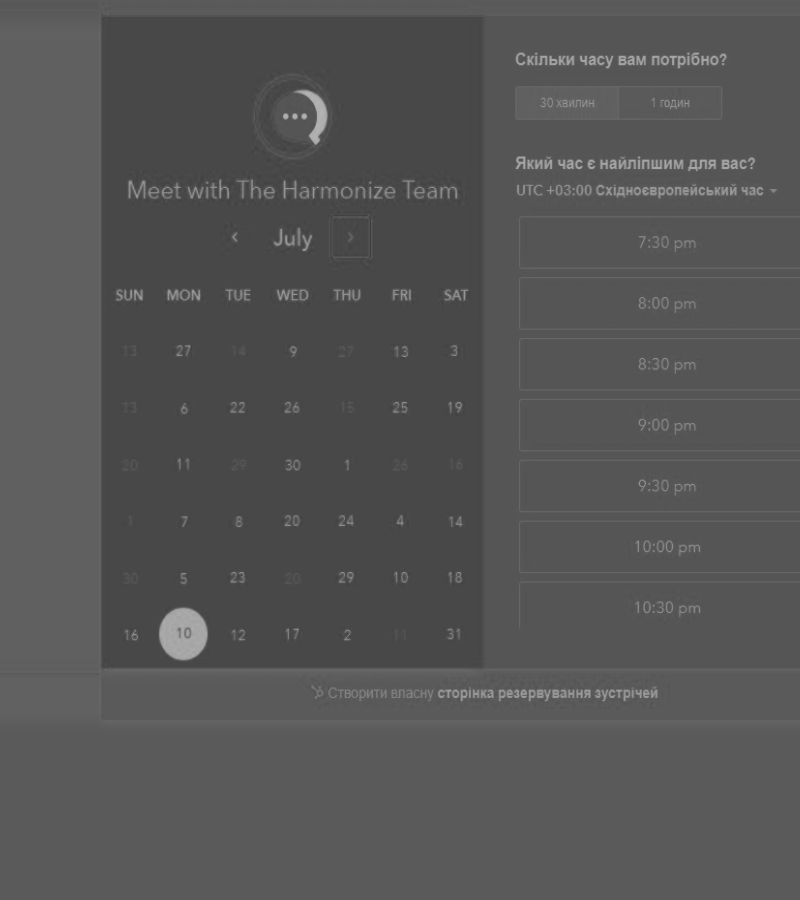 Meet with The Harmonize Team
July
SUN MON TUE WED THU FRI SAT
13 27 14 9 27 13 3
13 6 22 26 15 25 19
20 11 29 30 1 26 16
1 7 8 20 24 4 14
30 5 23 20 29 10 18
16 10 12 17 2 11 31
Скільки часу вам потрібно?
30 хвилин 1 годин
Який час є найліпшим для вас?
UTC +03:00 Східноєвропейський час
7:30 pm
8:00 pm
8:30 pm
9:00 pm
9:30 pm
10:00 pm
10:30 pm
Створити власну сторінка резервування зустрічей